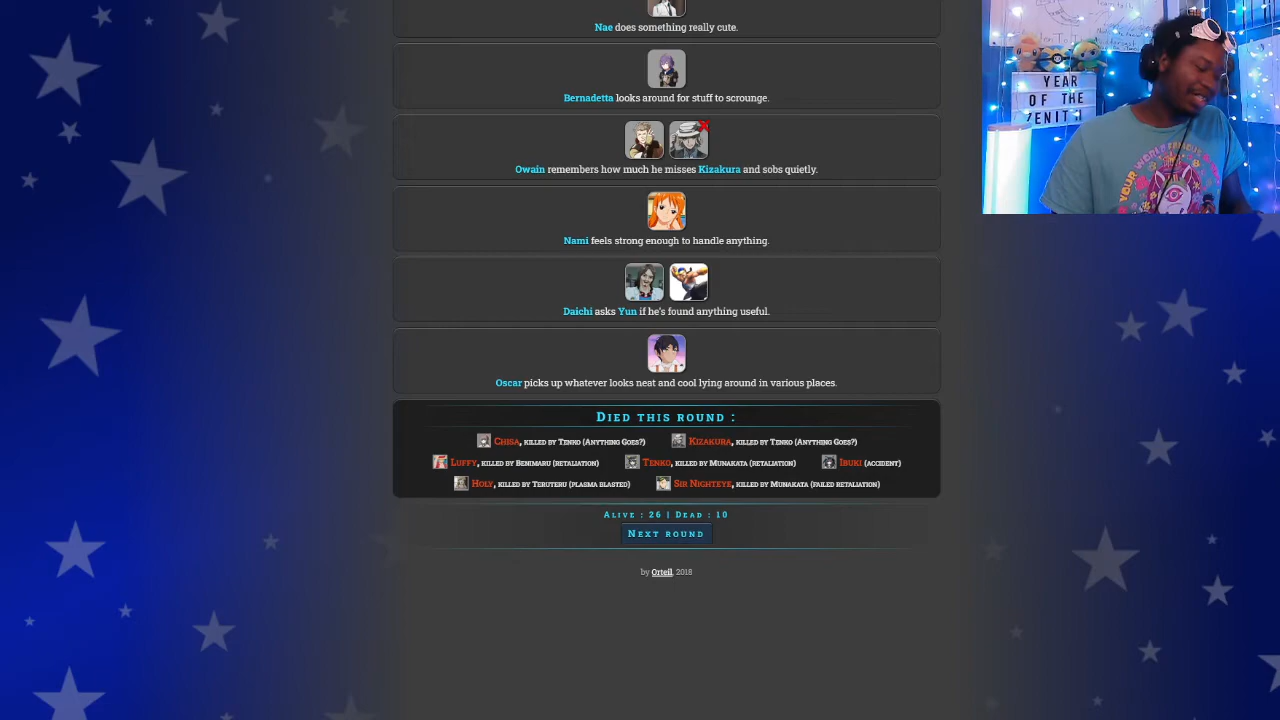 Nae does something really cute.
Bernadetta looks around for stuff to scrounge.
Owain remembers how much he misses Kizakura and sobs quietly.
Nami feels strong enough to handle anything.
Daichi asks Yun if he's found anything useful.
Oscar picks up whatever looks neat and cool lying around in various places.
Died this round :
Chisa, killed by Tenko (Anything Goes?) Kizakura, killed by Tenko (Anything Goes?)
Luffy, killed by Benimaru (retaliation) Tenko, killed by Munakata (retaliation) Ibuki (accident)
Holy, killed by Teruteru (plasma blasted) Sir Nighteye, killed by Munakata (failed retaliation)
Alive : 26 | Dead : 10
Next round
by Orteil, 2018
YEAR
OF THE
ZENITH
YOUR WORLD FAMOUS